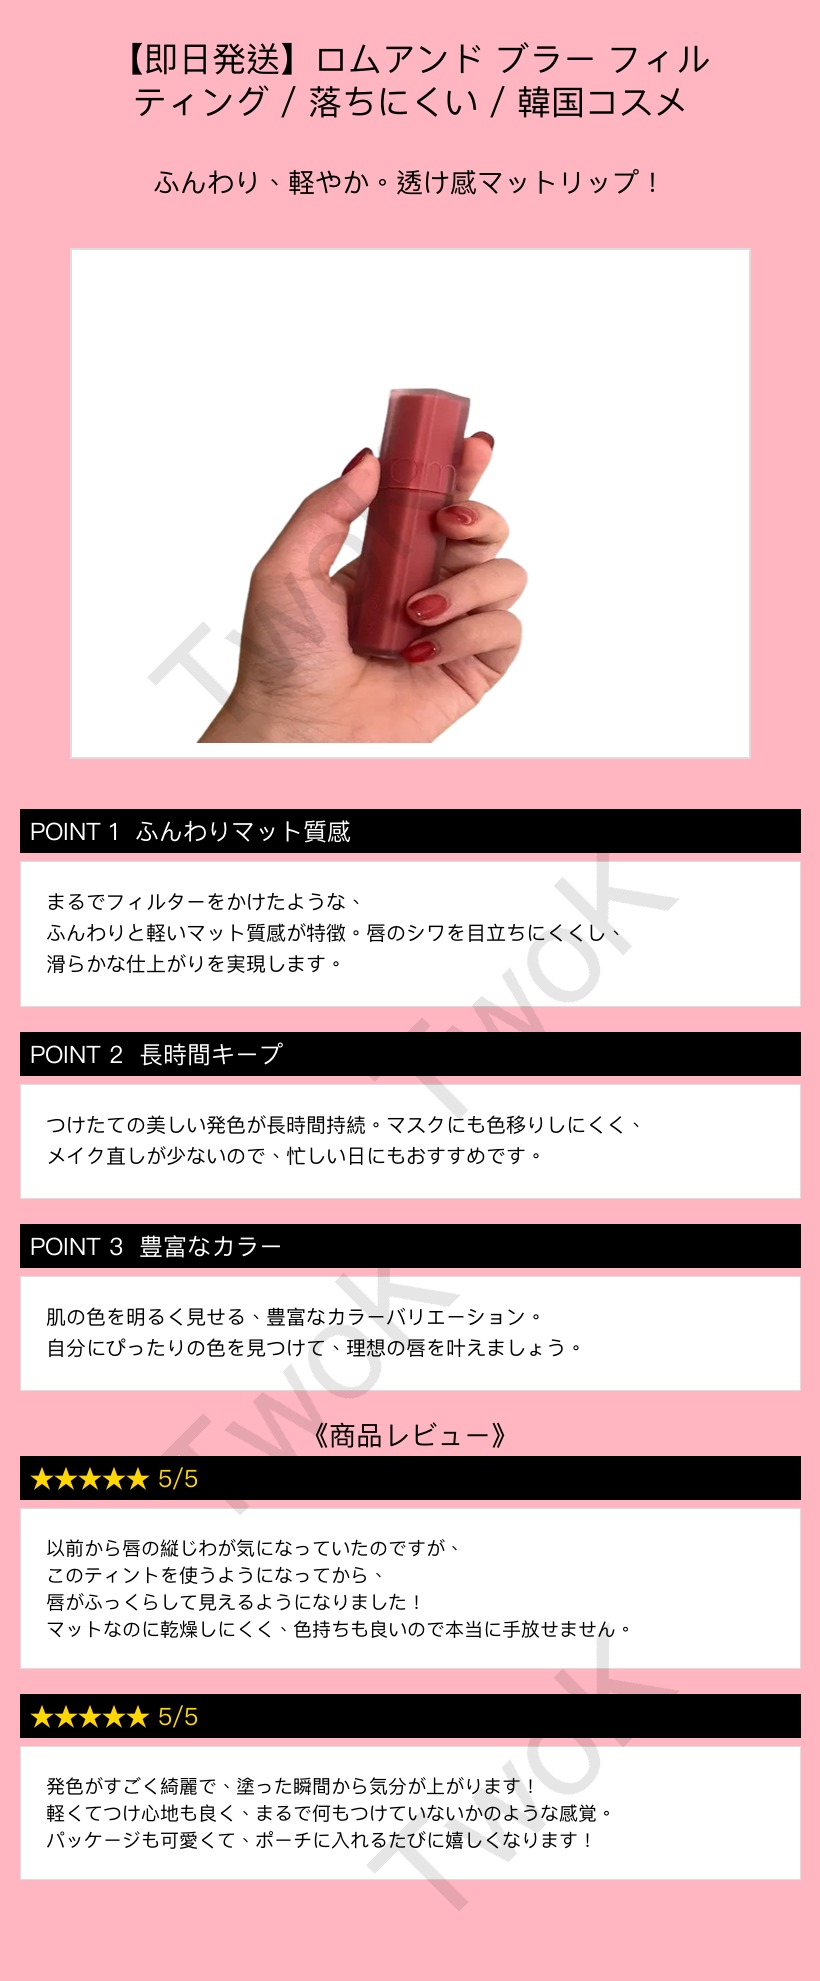 【即日発送】ロムアンド ブラー フィル
ティング / 落ちにくい / 韓国コスメ
ふんわり、軽やか。透け感マットリップ！
TwoK
POINT 1 ふんわりマット質感
まるでフィルターをかけたような、
ふんわりと軽いマット質感が特徴。唇のシワを目立ちにくくし、
滑らかな仕上がりを実現します。
TwoK
POINT 2 長時間キープ
つけたての美しい発色が長時間持続。マスクにも色移りしにくく、
メイク直しが少ないので、忙しい日にもおすすめです。
POINT 3 豊富なカラー
肌の色を明るく見せる、豊富なカラーバリエーション。
自分にぴったりの色を見つけて、理想の唇を叶えましょう。
TwoK
《商品レビュー》
★★★★★ 5/5
以前から唇の縦じわが気になっていたのですが、
このティントを使うようになってから、
唇がふっくらして見えるようになりました！
マットなのに乾燥しにくく、色持ちも良いので本当に手放せません。
★★★★★ 5/5
発色がすごく綺麗で、塗った瞬間から気分が上がります！
軽くてつけ心地も良く、まるで何もつけていないかのような感覚。
パッケージも可愛くて、ポーチに入れるたびに嬉しくなります！
TwoK